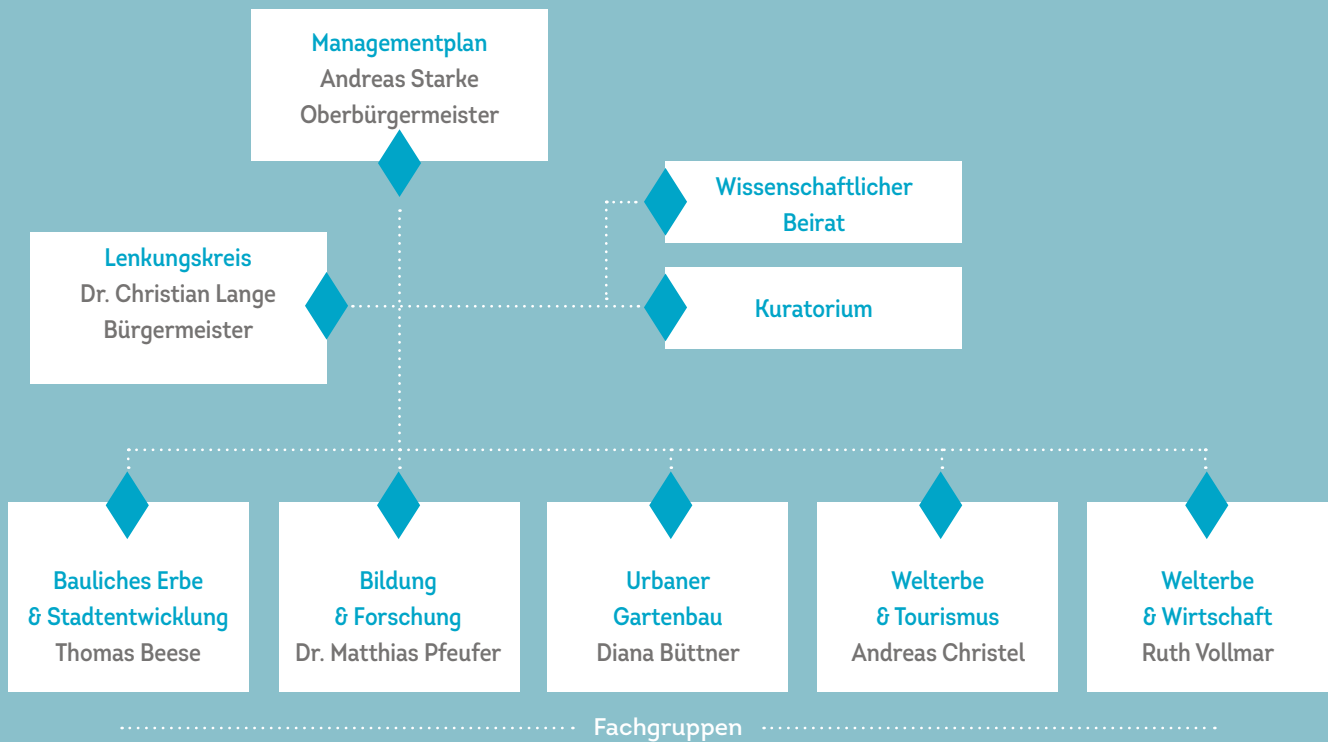 Managementplan
Andreas Starke
Oberbürgermeister
Wissenschaftlicher
Beirat
Lenkungskreis
Dr. Christian Lange
Bürgermeister
Kuratorium
Bauliches Erbe
& Stadtentwicklung
Thomas Beese
Bildung
& Forschung
Dr. Matthias Pfeufer
Urbaner
Gartenbau
Diana Büttner
Welterbe
& Tourismus
Andreas Christel
Welterbe
& Wirtschaft
Ruth Vollmar
Fachgruppen